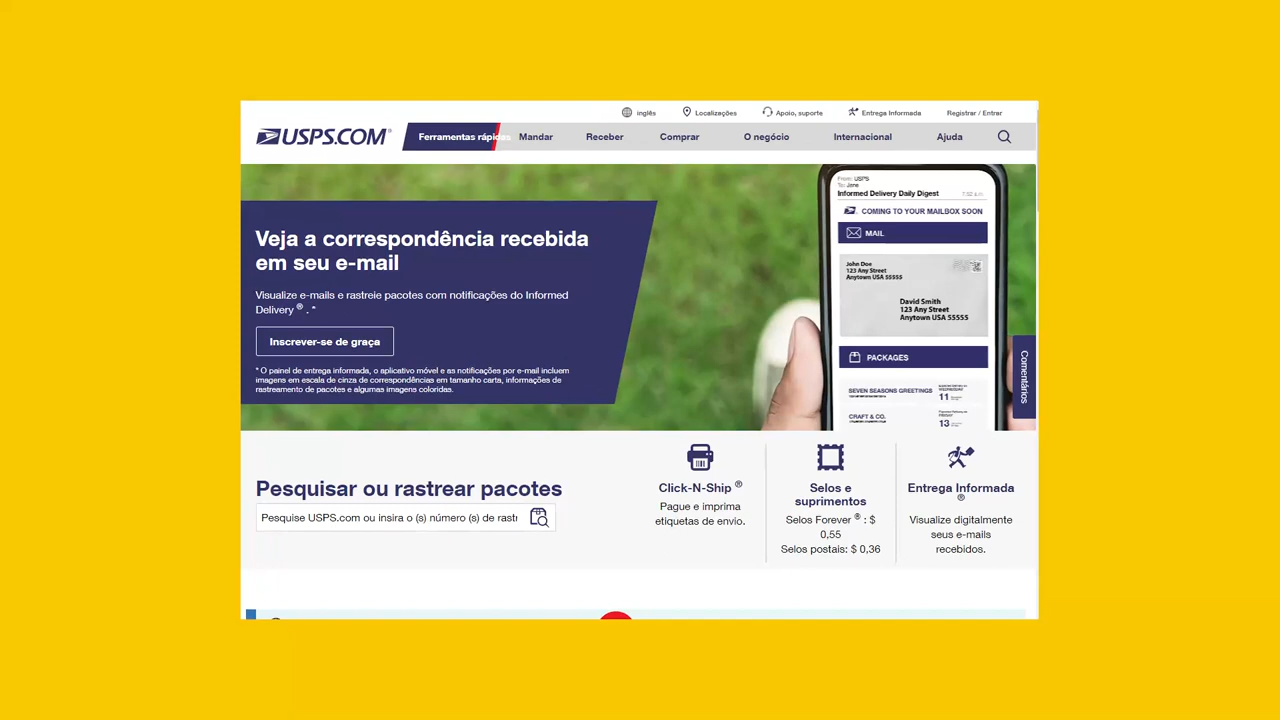 inglês
Localizações
Apoio, suporte
Entrega Informada
Registrar / Entrar
USPS.COM®
Ferramentas rápidas
Mandar
Receber
Comprar
O negócio
Internacional
Ajuda
Veja a correspondência recebida
em seu e-mail
Visualize e-mails e rastreie pacotes com notificações do Informed
Delivery ® . *
Inscrever-se de graça
* O painel de entrega informada, o aplicativo móvel e as notificações por e-mail incluem
imagens em escala de cinza de correspondências em tamanho carta, informações de
rastreamento de pacotes e algumas imagens coloridas.
From: USPS
To: Jane
Informed Delivery Daily Digest
COMING TO YOUR MAILBOX SOON
MAIL
John Doe
123 Any Street
Anytown USA 55555
David Smith
123 Any Street
Anytown USA 55555
PACKAGES
SEVEN SEASONS GREETINGS
11
CRAFT & CO.
13
Comentários
Pesquisar ou rastrear pacotes
Pesquise USPS.com ou insira o (s) número (s) de rastr
Click-N-Ship ®
Pague e imprima
etiquetas de envio.
Selos e
suprimentos
Selos Forever ® : $
0,55
Selos postais: $ 0,36
Entrega Informada
®
Visualize digitalmente
seus e-mails
recebidos.